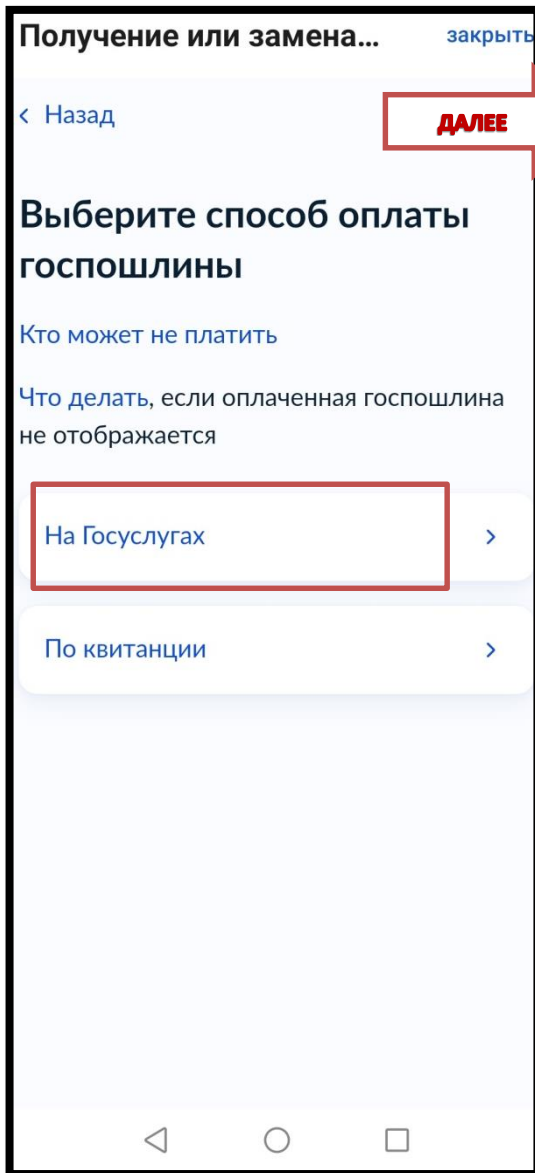 Получение или замена... закрыть
Назад
ДАЛЕЕ
Выберите способ оплаты
госпошлины
Кто может не платить
Что делать, если оплаченная госпошлина
не отображается
На Госуслугах
По квитанции